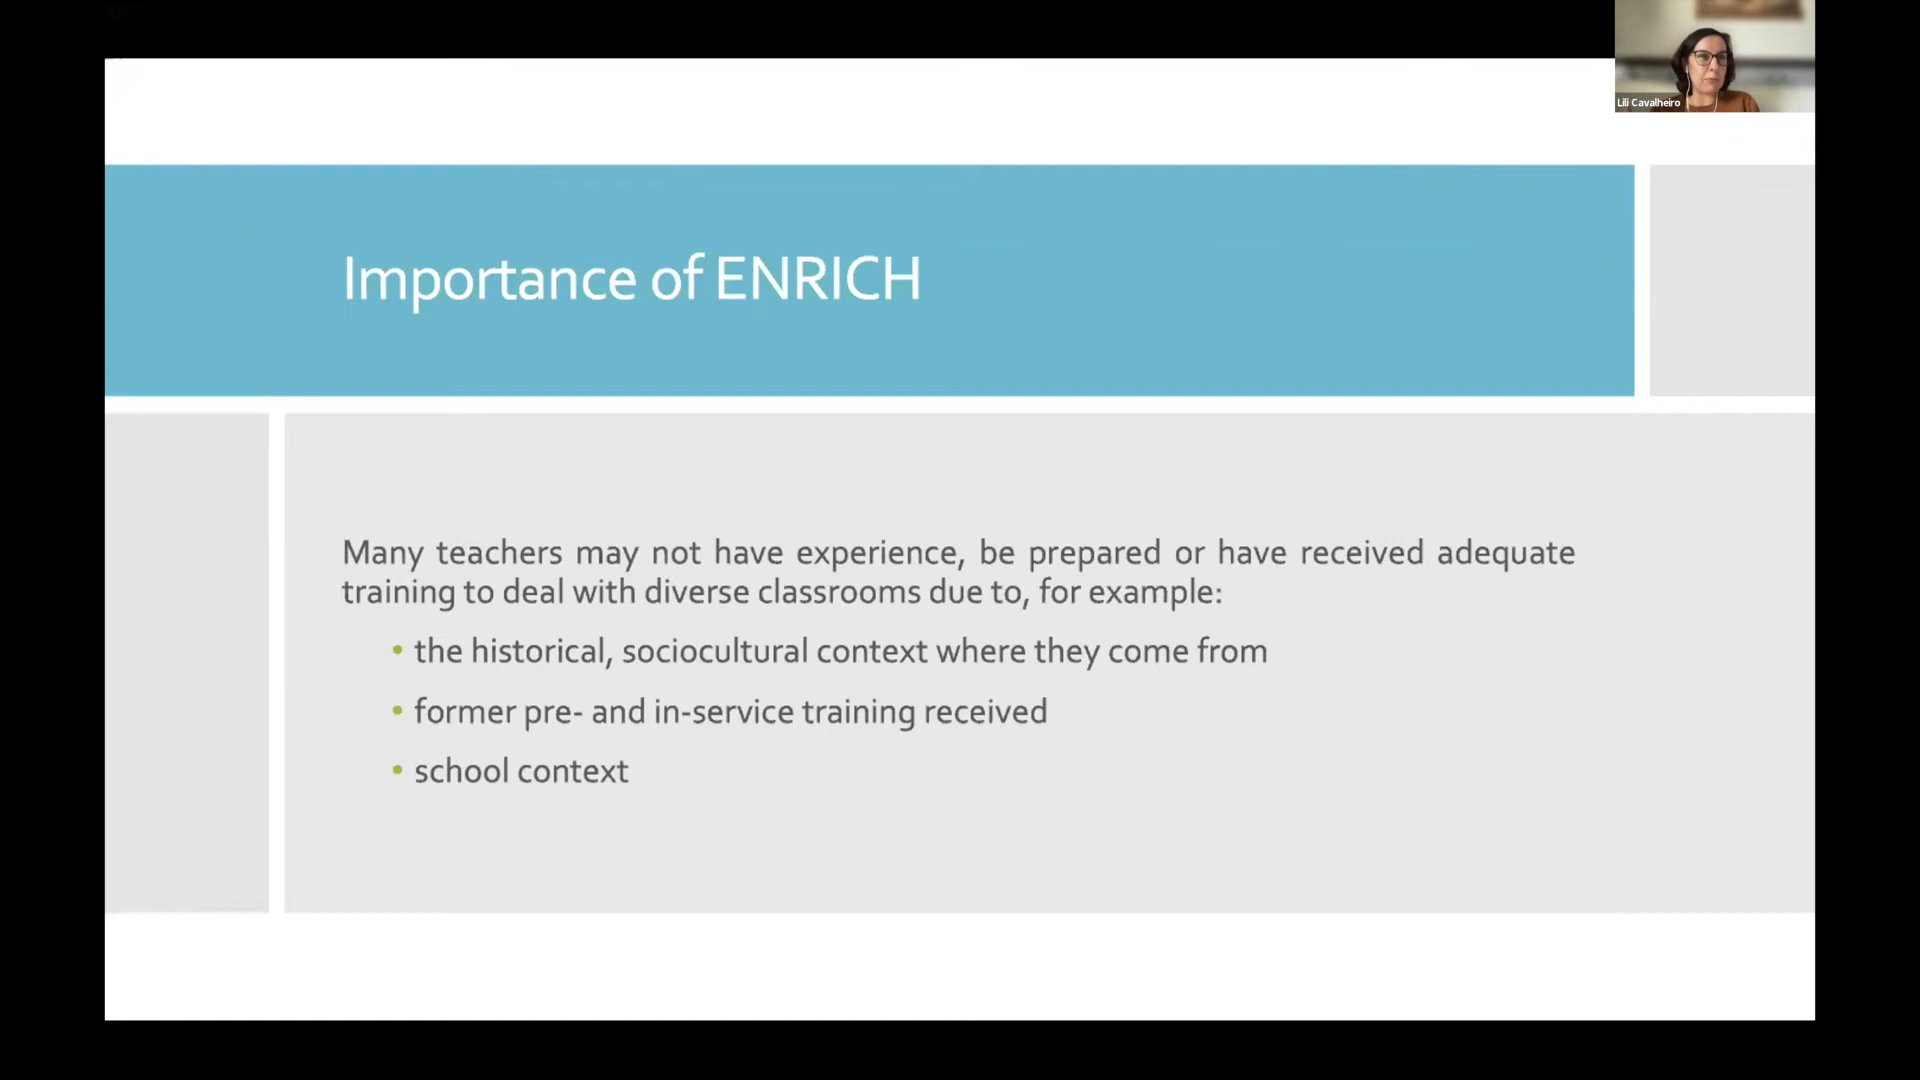 Lili Cavalheiro
Importance of ENRICH
Many teachers may not have experience, be prepared or have received adequate
training to deal with diverse classrooms due to, for example:
• the historical, sociocultural context where they come from
• former pre- and in-service training received
• school context